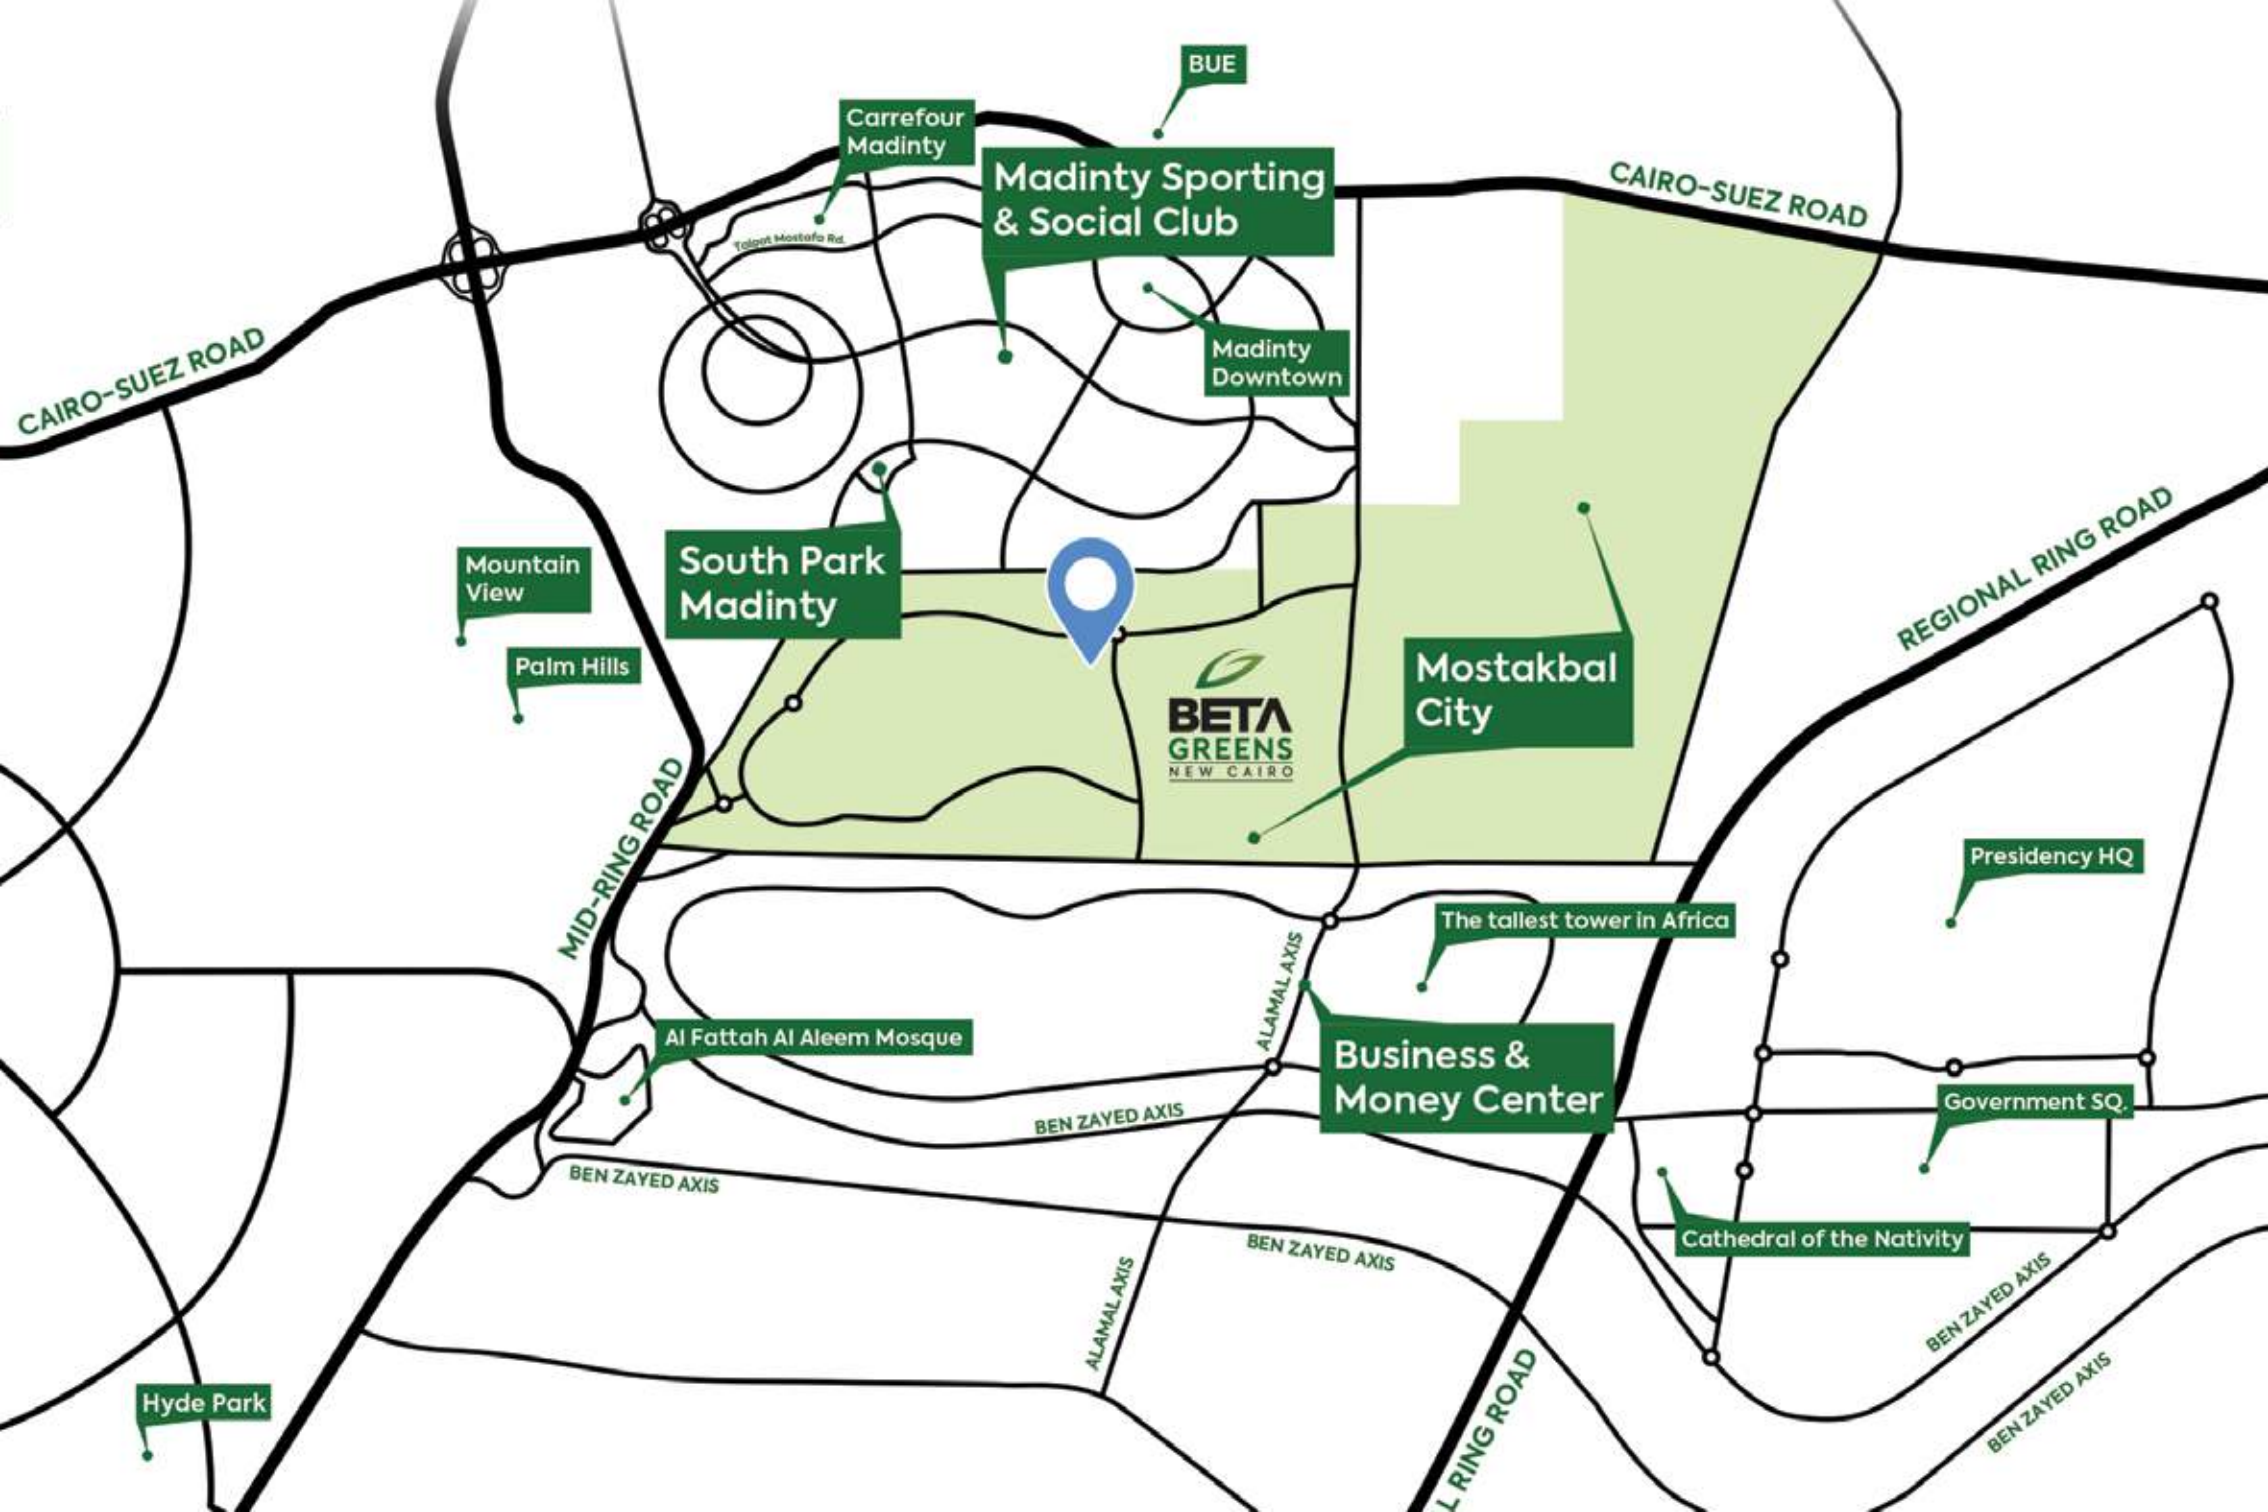 BUE
Carrefour
Madinty
Madinty Sporting
& Social Club
CAIRO-SUEZ ROAD
Talaat Mostafa Rd.
CAIRO-SUEZ ROAD
Madinty
Downtown
Mountain
View
South Park
Madinty
REGIONAL RING ROAD
Palm Hills
Mostakbal
City
BETA
GREENS
NEW CAIRO
MID-RING ROAD
Presidency HQ
The tallest tower in Africa
ALAMAL AXIS
Al Fattah Al Aleem Mosque
Business &
Money Center
BEN ZAYED AXIS
Government SQ.
BEN ZAYED AXIS
Cathedral of the Nativity
BEN ZAYED AXIS
ALAMAL AXIS
BEN ZAYED AXIS
Hyde Park
L RING ROAD
BEN ZAYED AXIS